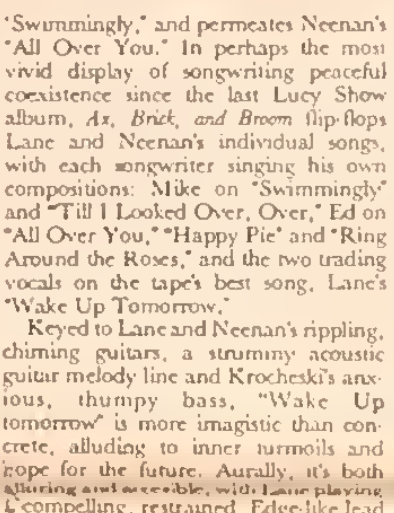 "Swimmingly," and permeates Neenan's
"All Over You." In perhaps the most
vivid display of songwriting peaceful
coexistence since the last Lucy Show
album, Ax, Brick, and Broom flip-flops
Lane and Neenan's individual songs,
with each songwriter singing his own
compositions: Mike on "Swimmingly"
and "Till I Looked Over, Over," Ed on
"All Over You," "Happy Pie" and "Ring
Around the Roses," and the two trading
vocals on the tape's best song, Lane's
"Wake Up Tomorrow."
Keyed to Lane and Neenan's rippling,
chiming guitars, a strummy acoustic
guitar melody line and Krocheski's anx-
ious, thumpy bass, "Wake Up
tomorrow" is more imagistic than con-
crete, alluding to inner turmoils and
hope for the future. Aurally, it's both
alluring and accessible, with Lane playing
a compelling, restrained, Edge-like lead